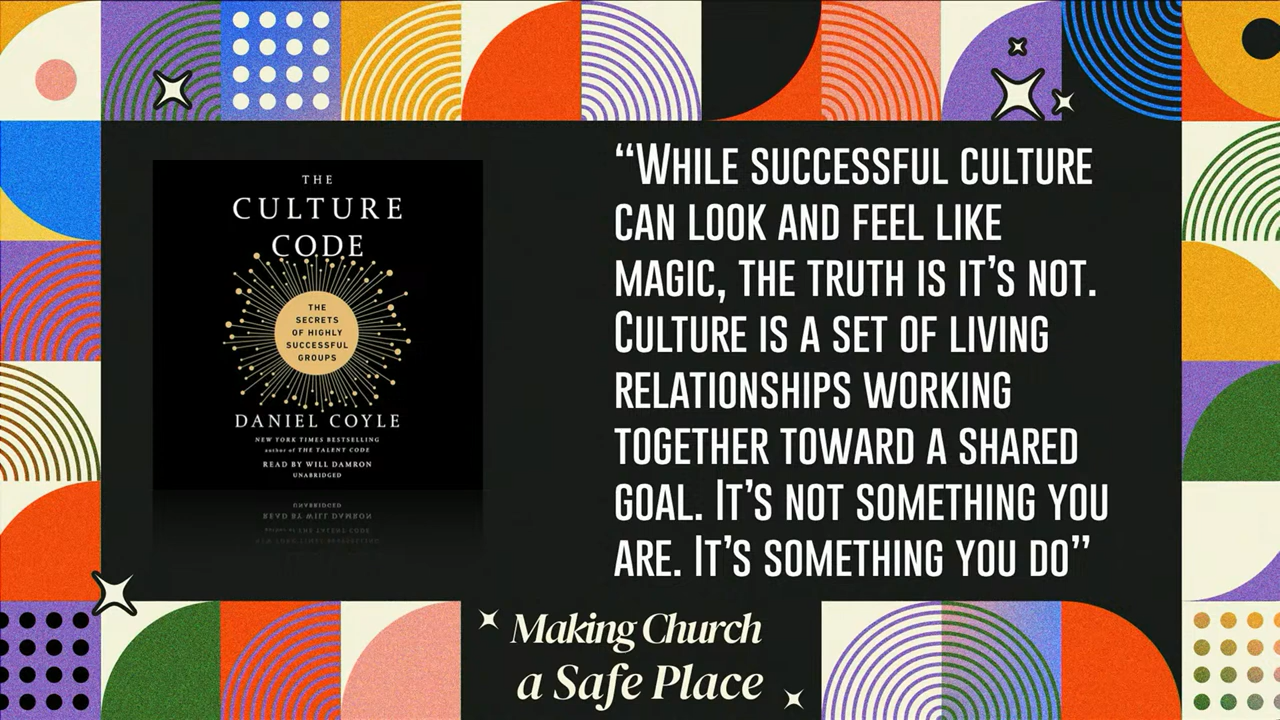 THE
CULTURE
CODE
THE
SECRETS
OF HIGHLY
SUCCESSFUL
GROUPS
DANIEL COYLE
NEW YORK TIMES BESTSELLING
author of THE TALENT CODE
READ BY WILL DAMRON
UNABRIDGED
“WHILE SUCCESSFUL CULTURE
CAN LOOK AND FEEL LIKE
MAGIC, THE TRUTH IS IT’S NOT.
CULTURE IS A SET OF LIVING
RELATIONSHIPS WORKING
TOGETHER TOWARD A SHARED
GOAL. IT’S NOT SOMETHING YOU
ARE. IT’S SOMETHING YOU DO”
Making Church
a Safe Place